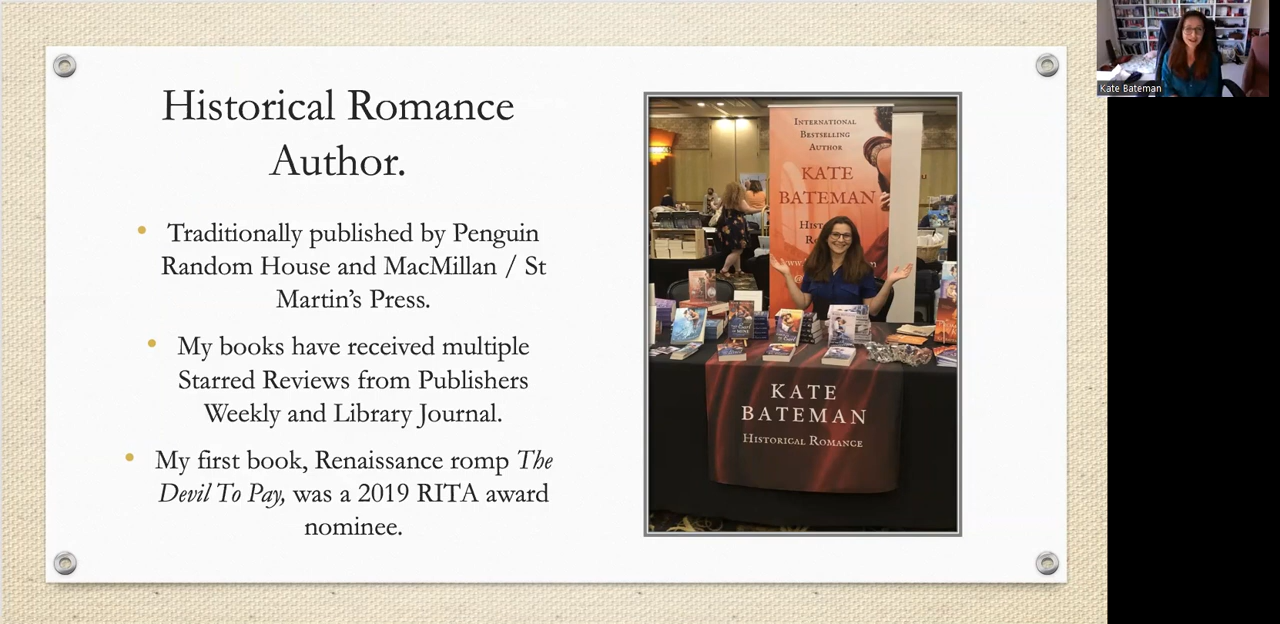 Historical Romance
Author.
Traditionally published by Penguin
Random House and MacMillan / St
Martin’s Press.
My books have received multiple
Starred Reviews from Publishers
Weekly and Library Journal.
My first book, Renaissance romp The
Devil To Pay, was a 2019 RITA award
nominee.
INTERNATIONAL
BESTSELLING
AUTHOR
KATE
BATEMAN
KATE
BATEMAN
HISTORICAL ROMANCE
Kate Bateman